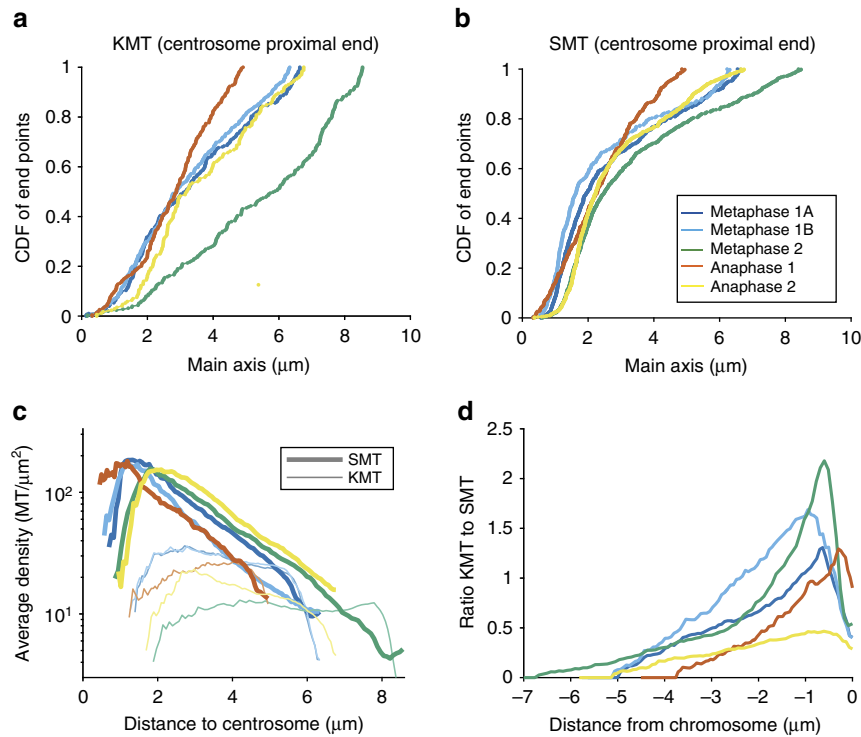 a
KMT (centrosome proximal end)
1
0.8
0.6
0.4
0.2
0
CDF of end points
0 2 4 6 8 10
Main axis (μm)
b
SMT (centrosome proximal end)
1
0.8
0.6
0.4
0.2
0
CDF of end points
Metaphase 1A
Metaphase 1B
Metaphase 2
Anaphase 1
Anaphase 2
0 2 4 6 8 10
Main axis (μm)
c
SMT
KMT
10²
10¹
Average density (MT/μm²)
0 2 4 6 8
Distance to centrosome (μm)
d
2.5
2
1.5
1
0.5
0
Ratio KMT to SMT
–7 –6 –5 –4 –3 –2 –1 0
Distance from chromosome (μm)